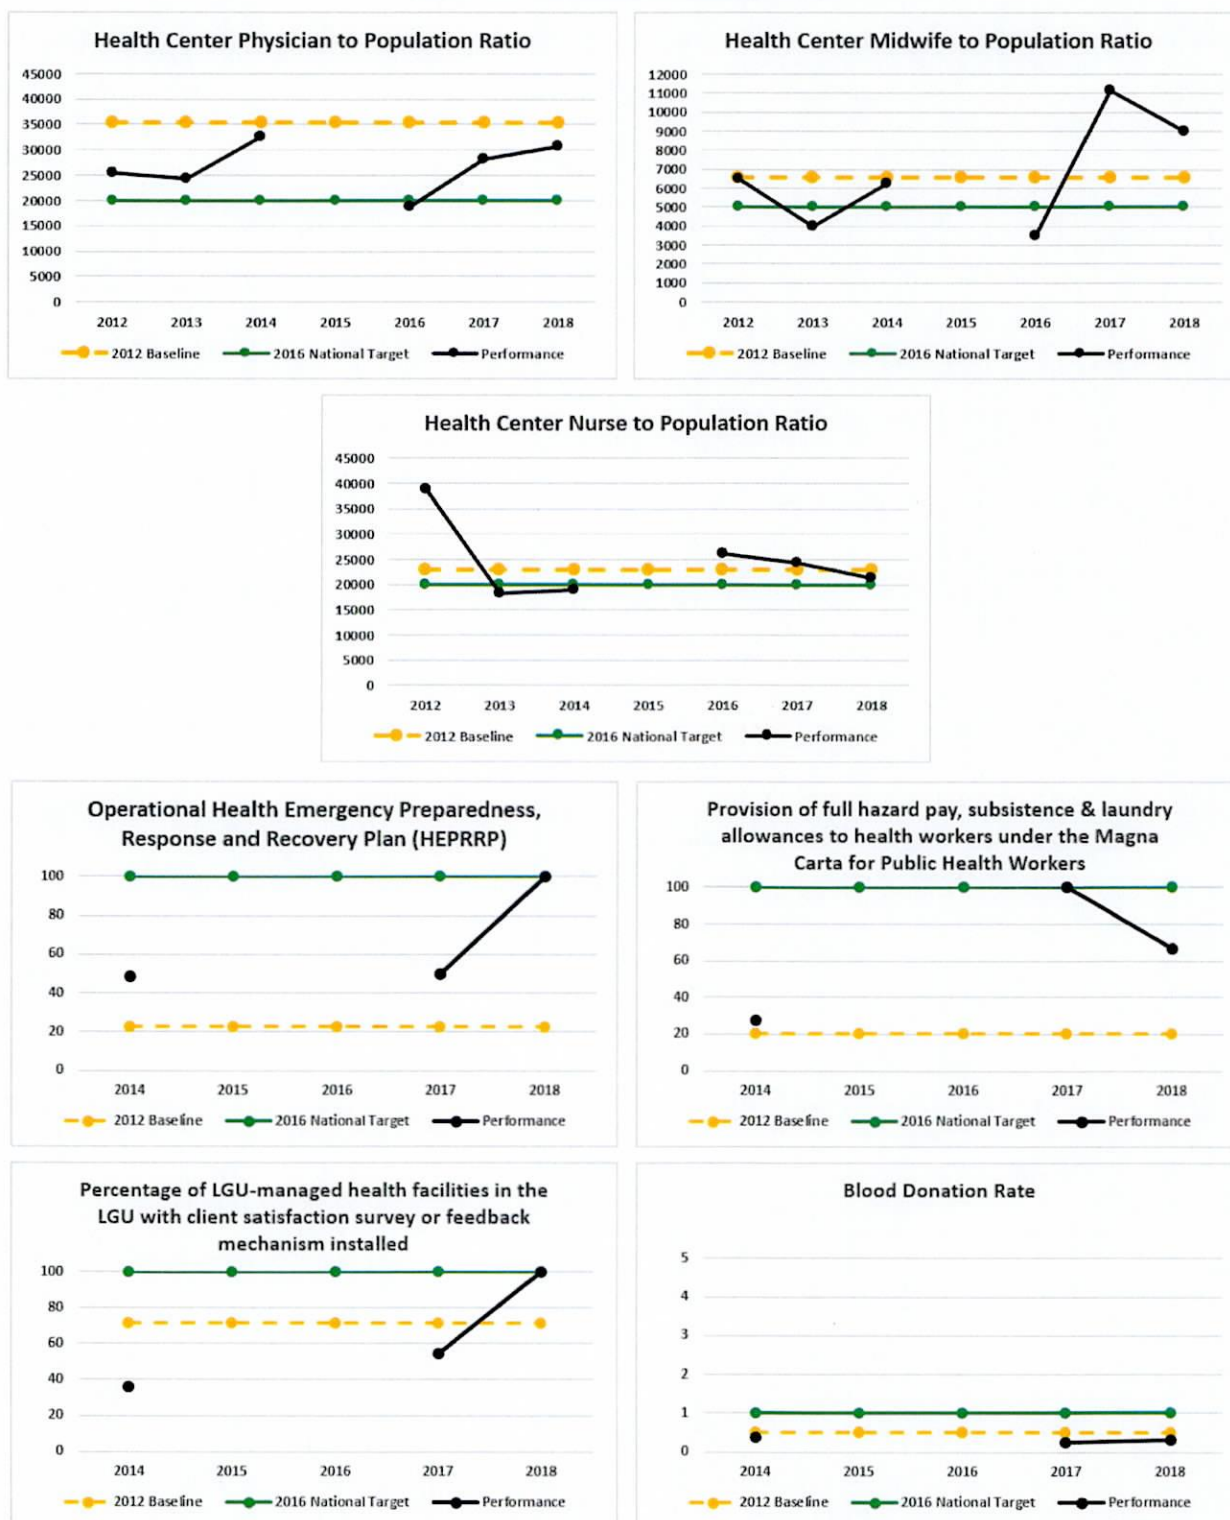 Health Center Physician to Population Ratio
45000
40000
35000
30000
25000
20000
15000
10000
5000
0
2012 2013 2014 2015 2016 2017 2018
2012 Baseline 2016 National Target Performance
Health Center Midwife to Population Ratio
12000
11000
10000
9000
8000
7000
6000
5000
4000
3000
2000
1000
0
2012 2013 2014 2015 2016 2017 2018
2012 Baseline 2016 National Target Performance
Health Center Nurse to Population Ratio
45000
40000
35000
30000
25000
20000
15000
10000
5000
0
2012 2013 2014 2015 2016 2017 2018
2012 Baseline 2016 National Target Performance
Operational Health Emergency Preparedness,
Response and Recovery Plan (HEPRRP)
100
80
60
40
20
0
2014 2015 2016 2017 2018
2012 Baseline 2016 National Target Performance
Provision of full hazard pay, subsistence & laundry
allowances to health workers under the Magna
Carta for Public Health Workers
100
80
60
40
20
0
2014 2015 2016 2017 2018
2012 Baseline 2016 National Target Performance
Percentage of LGU-managed health facilities in the
LGU with client satisfaction survey or feedback
mechanism installed
100
80
60
40
20
0
2014 2015 2016 2017 2018
2012 Baseline 2016 National Target Performance
Blood Donation Rate
5
4
3
2
1
0
2014 2015 2016 2017 2018
2012 Baseline 2016 National Target Performance